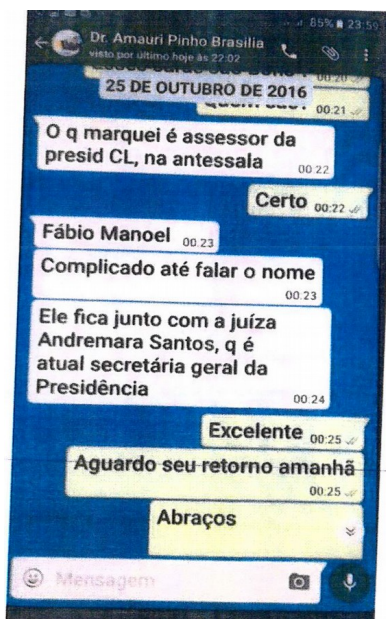 85% 23:59
Dr. Amauri Pinho Brasilia
visto por último hoje às 22:02
00:20
25 DE OUTUBRO DE 2016
00:21
O q marquei é assessor da
presid CL, na antessala
00:22
Certo 00:22
Fábio Manoel 00:23
Complicado até falar o nome
00:23
Ele fica junto com a juíza
Andremara Santos, q é
atual secretária geral da
Presidência
00:24
Excelente 00:25
Aguardo seu retorno amanhã
00:25
Abraços
Mensagem